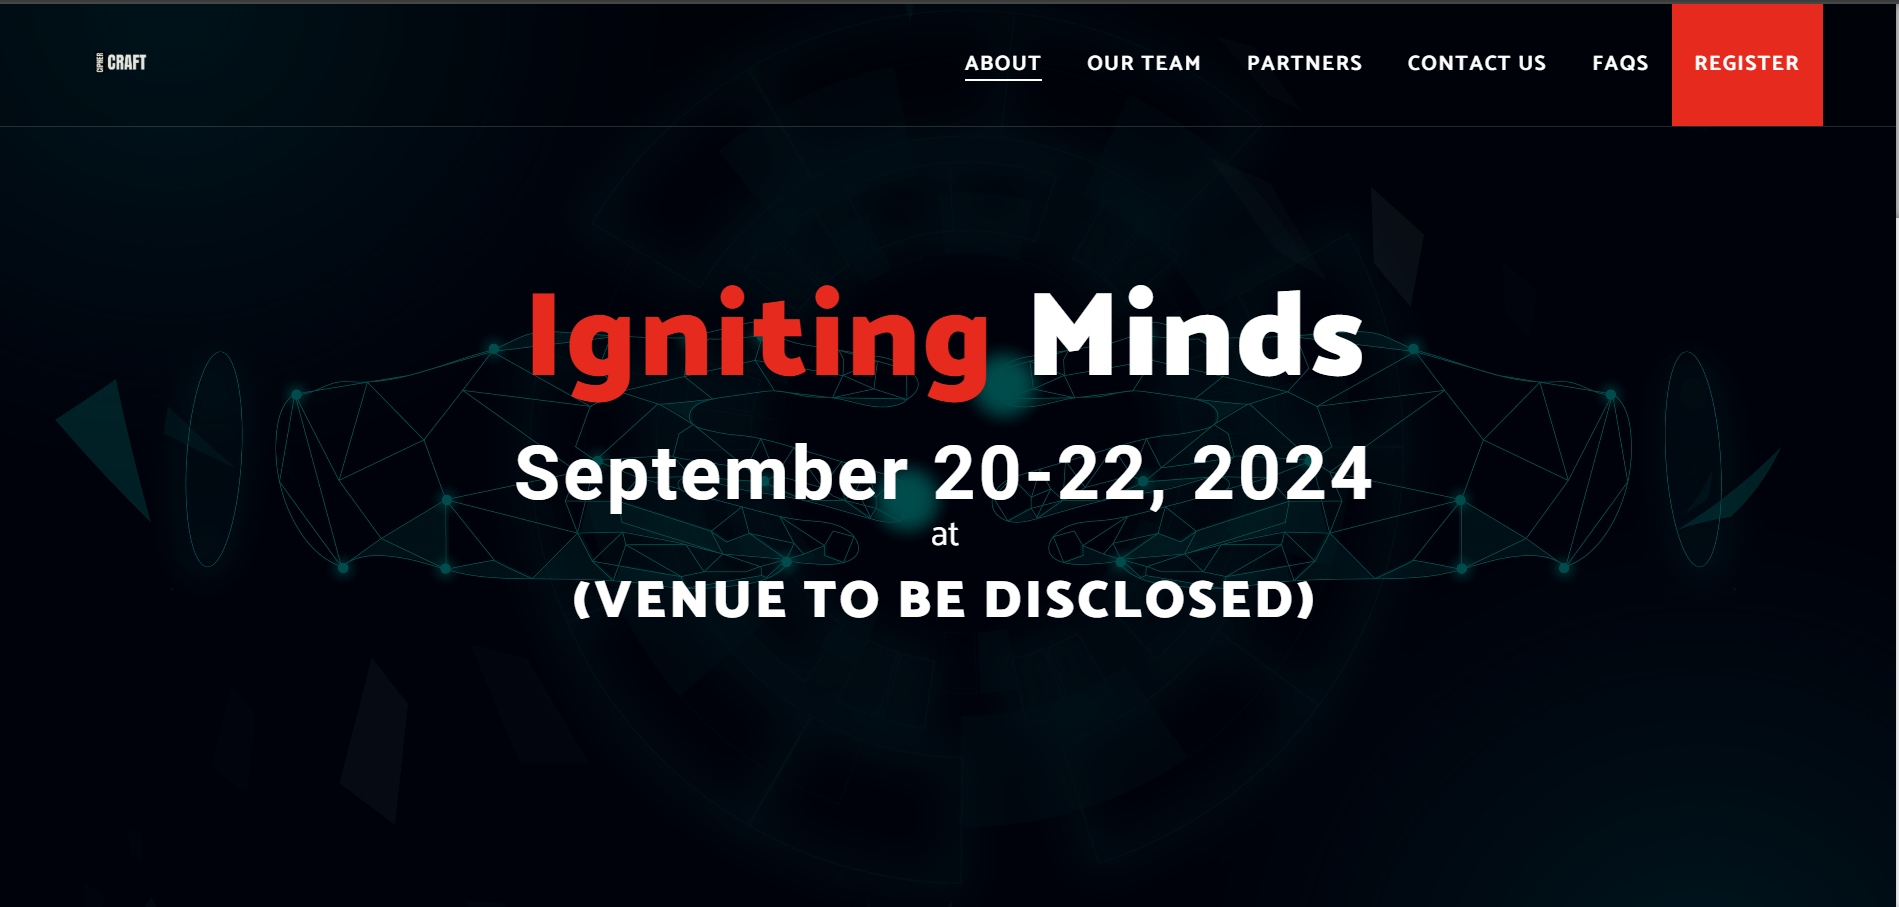 CIPHER CRAFT
ABOUT OUR TEAM PARTNERS CONTACT US FAQS REGISTER
Igniting Minds
September 20-22, 2024
at
(VENUE TO BE DISCLOSED)